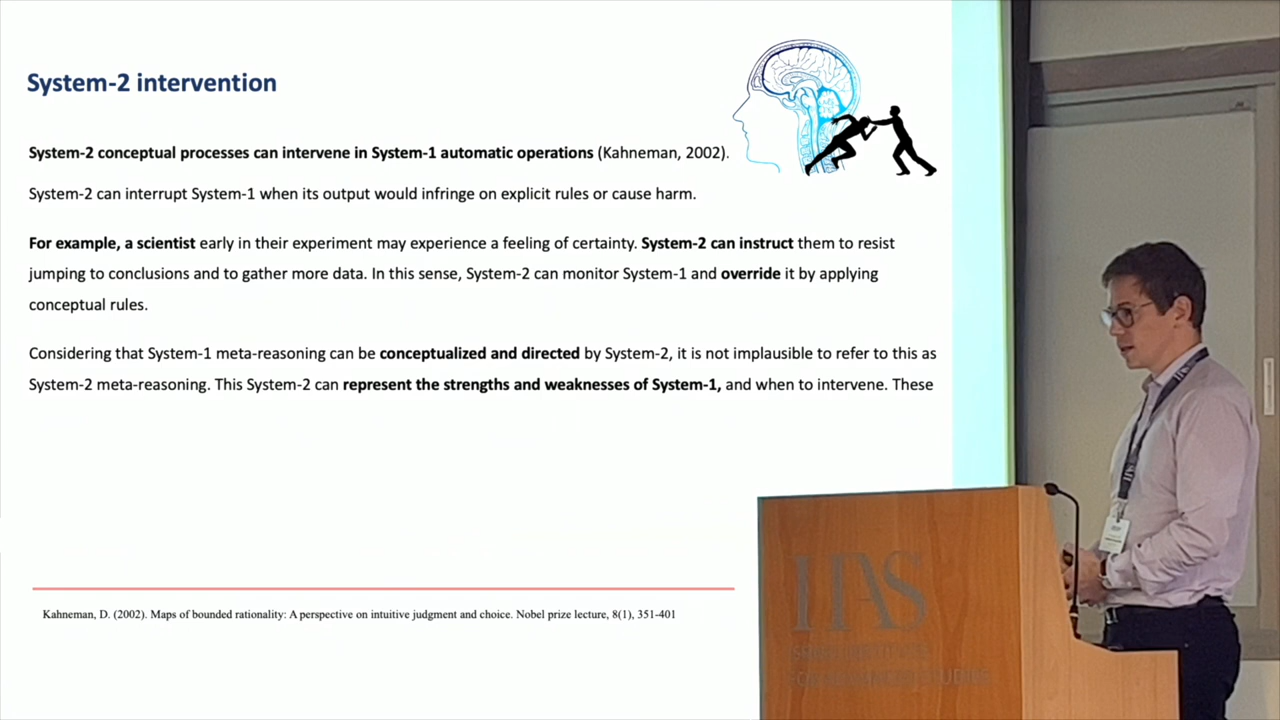 System-2 intervention
System-2 conceptual processes can intervene in System-1 automatic operations (Kahneman, 2002).
System-2 can interrupt System-1 when its output would infringe on explicit rules or cause harm.
For example, a scientist early in their experiment may experience a feeling of certainty. System-2 can instruct them to resist
jumping to conclusions and to gather more data. In this sense, System-2 can monitor System-1 and override it by applying
conceptual rules.
Considering that System-1 meta-reasoning can be conceptualized and directed by System-2, it is not implausible to refer to this as
System-2 meta-reasoning. This System-2 can represent the strengths and weaknesses of System-1, and when to intervene. These
Kahneman, D. (2002). Maps of bounded rationality: A perspective on intuitive judgment and choice. Nobel prize lecture, 8(1), 351-401
IIAS
FOR ADVANCED STUDIES